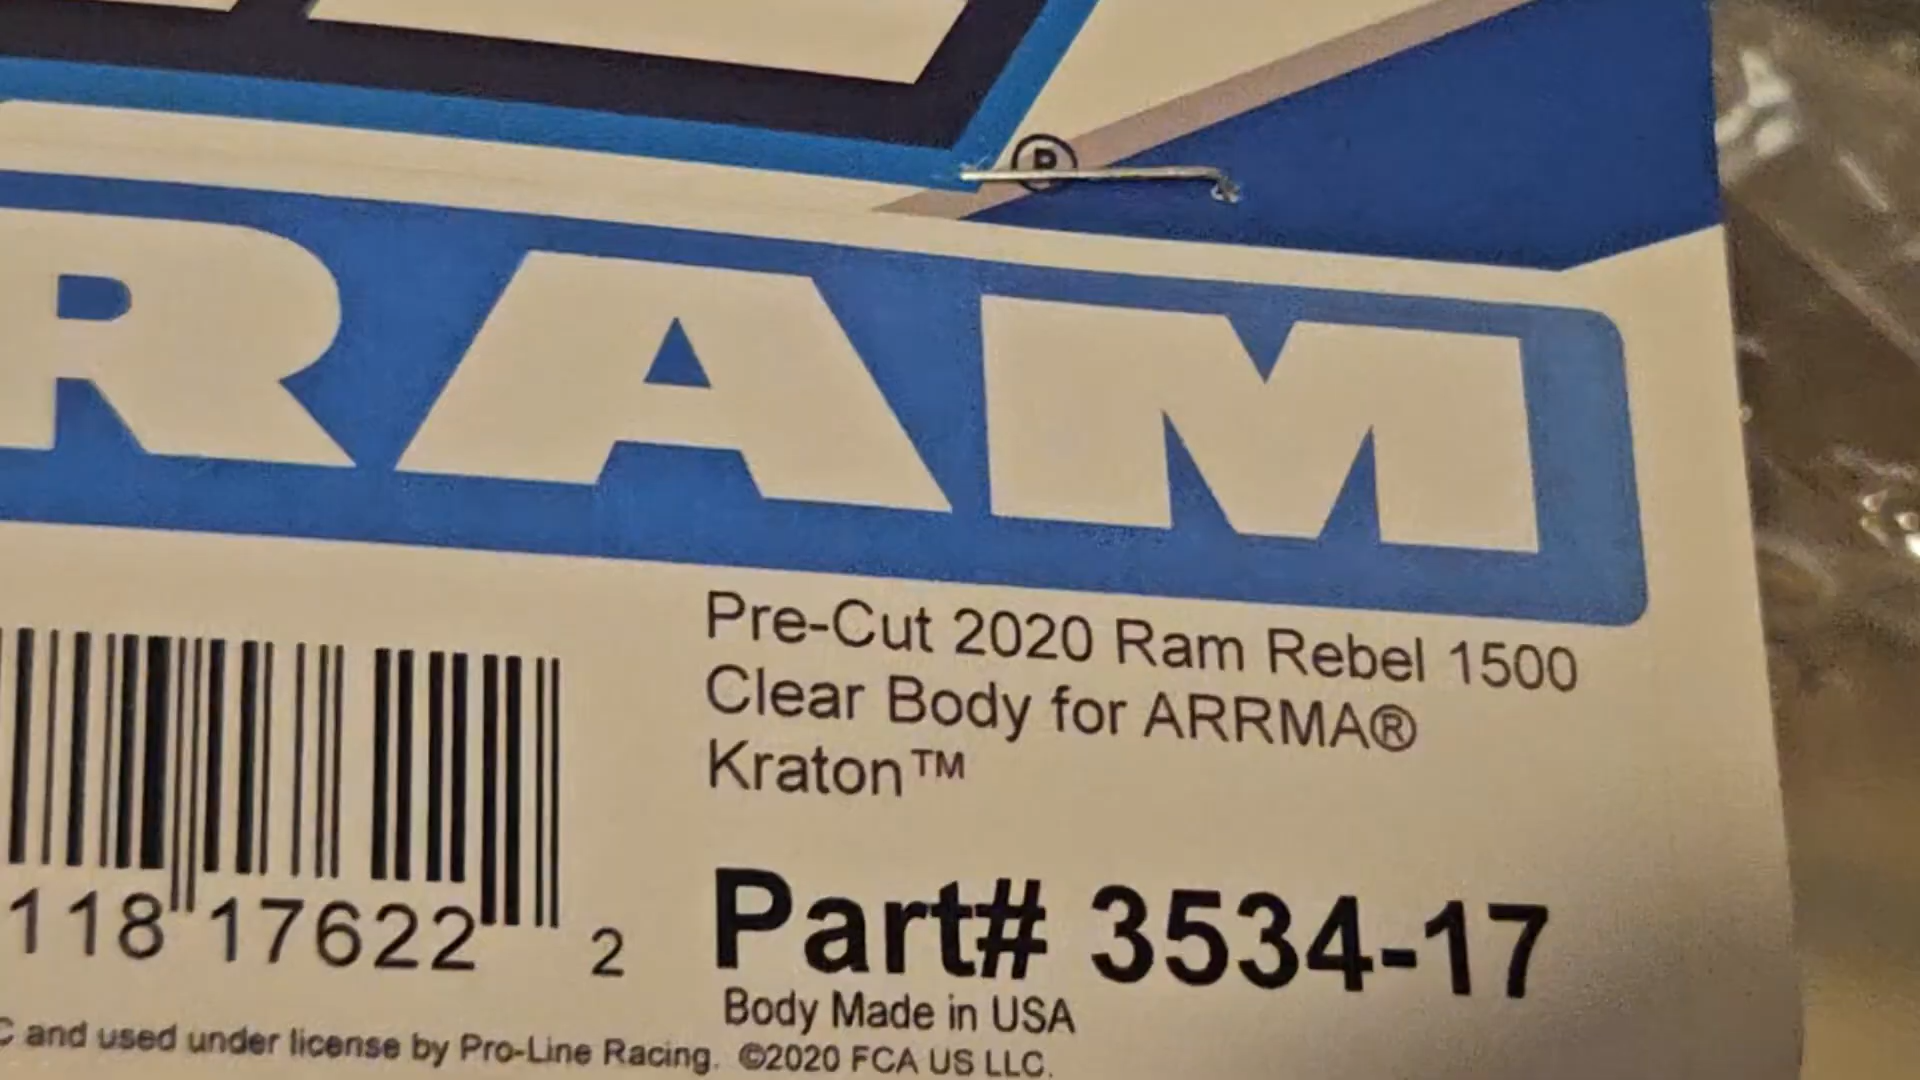 ®
RAM
Pre-Cut 2020 Ram Rebel 1500
Clear Body for ARRMA®
Kraton™
118 17622 2
Part# 3534-17
Body Made in USA
and used under license by Pro-Line Racing. ©2020 FCA US LLC.